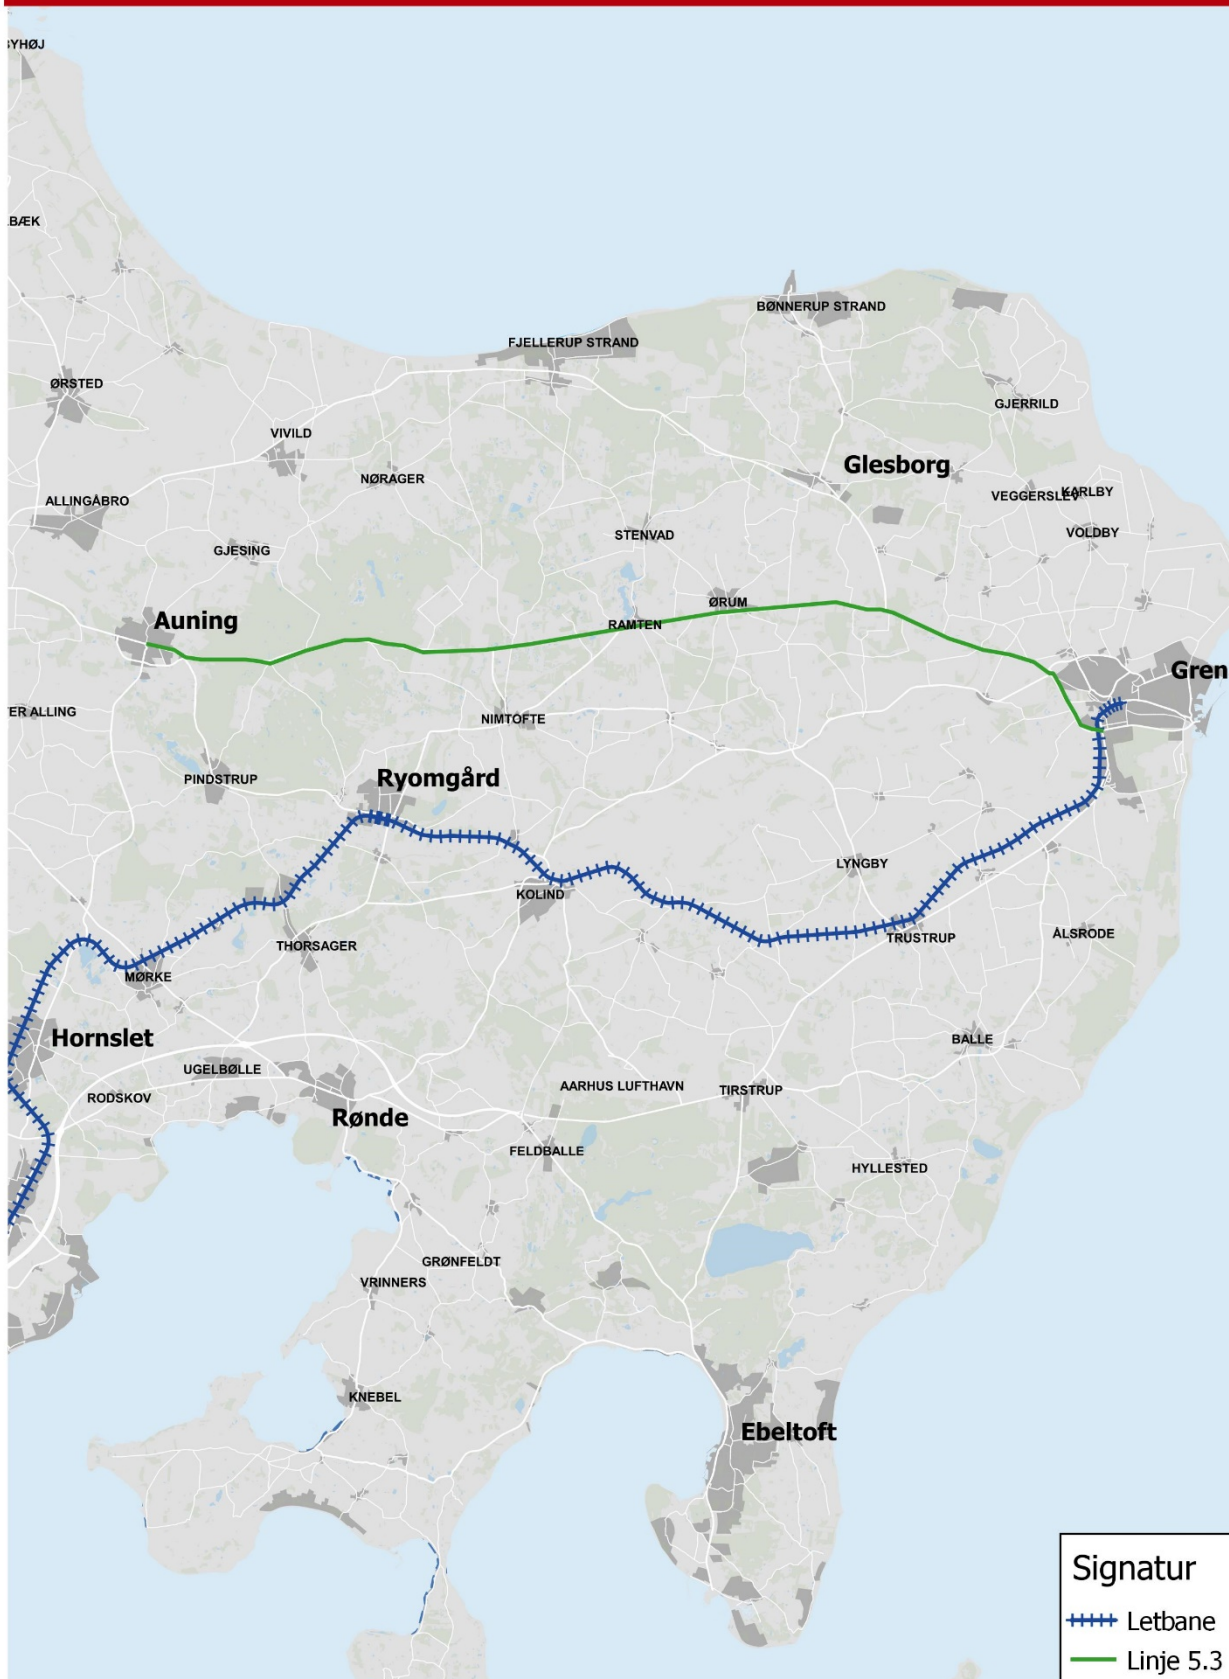 BYHØJ
BÆK
BØNNERUP STRAND
FJELLERUP STRAND
ØRSTED
GJERRILD
VIVILD
Glesborg
NØRAGER
VEGGERSLEV
KARLBY
ALLINGÅBRO
STENVAD
VOLDBY
GJESING
ØRUM
Auning
RAMTEN
Gren
ER ALLING
NIMTOFTE
PINDSTRUP
Ryomgård
LYNGBY
KOLIND
TRUSTRUP
ÅLSRODE
THORSAGER
MØRKE
Hornslet
BALLE
UGELBØLLE
AARHUS LUFTHAVN
TIRSTRUP
RODSKOV
Rønde
FELDBALLE
HYLLESTED
GRØNFELDT
VRINNERS
KNEBEL
Ebeltoft
Signatur
Letbane
Linje 5.3